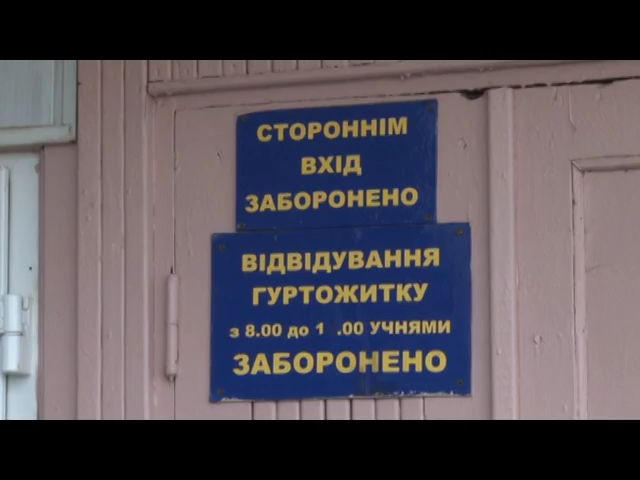 СТОРОННІМ
ВХІД
ЗАБОРОНЕНО
ВІДВІДУВАННЯ
ГУРТОЖИТКУ
з 8.00 до 1 .00 УЧНЯМИ
ЗАБОРОНЕНО